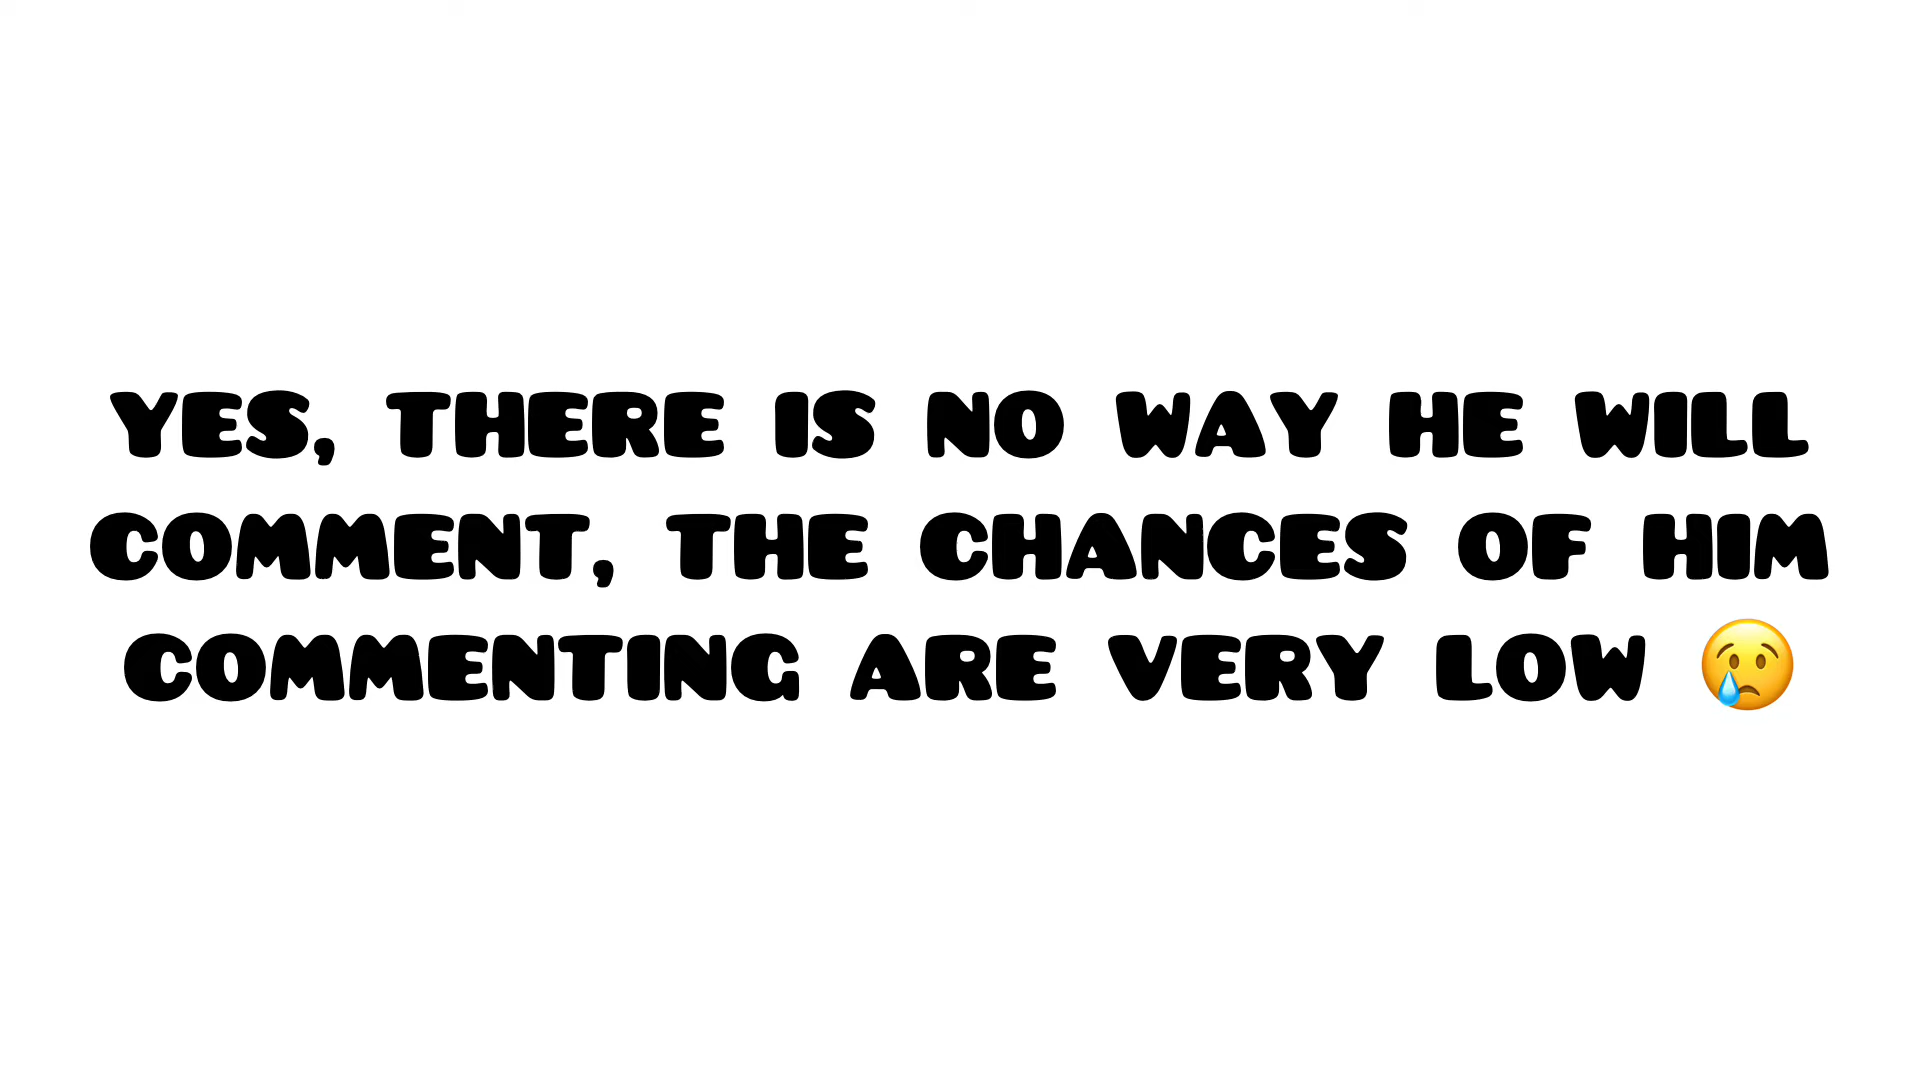 YES, THERE IS NO WAY HE WILL
COMMENT, THE CHANCES OF HIM
COMMENTING ARE VERY LOW 😢